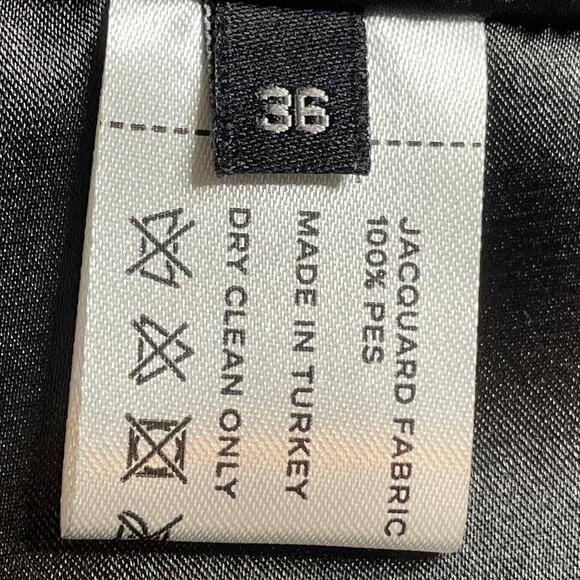 36
JACQUARD FABRIC
100% PES
MADE IN TURKEY
DRY CLEAN ONLY